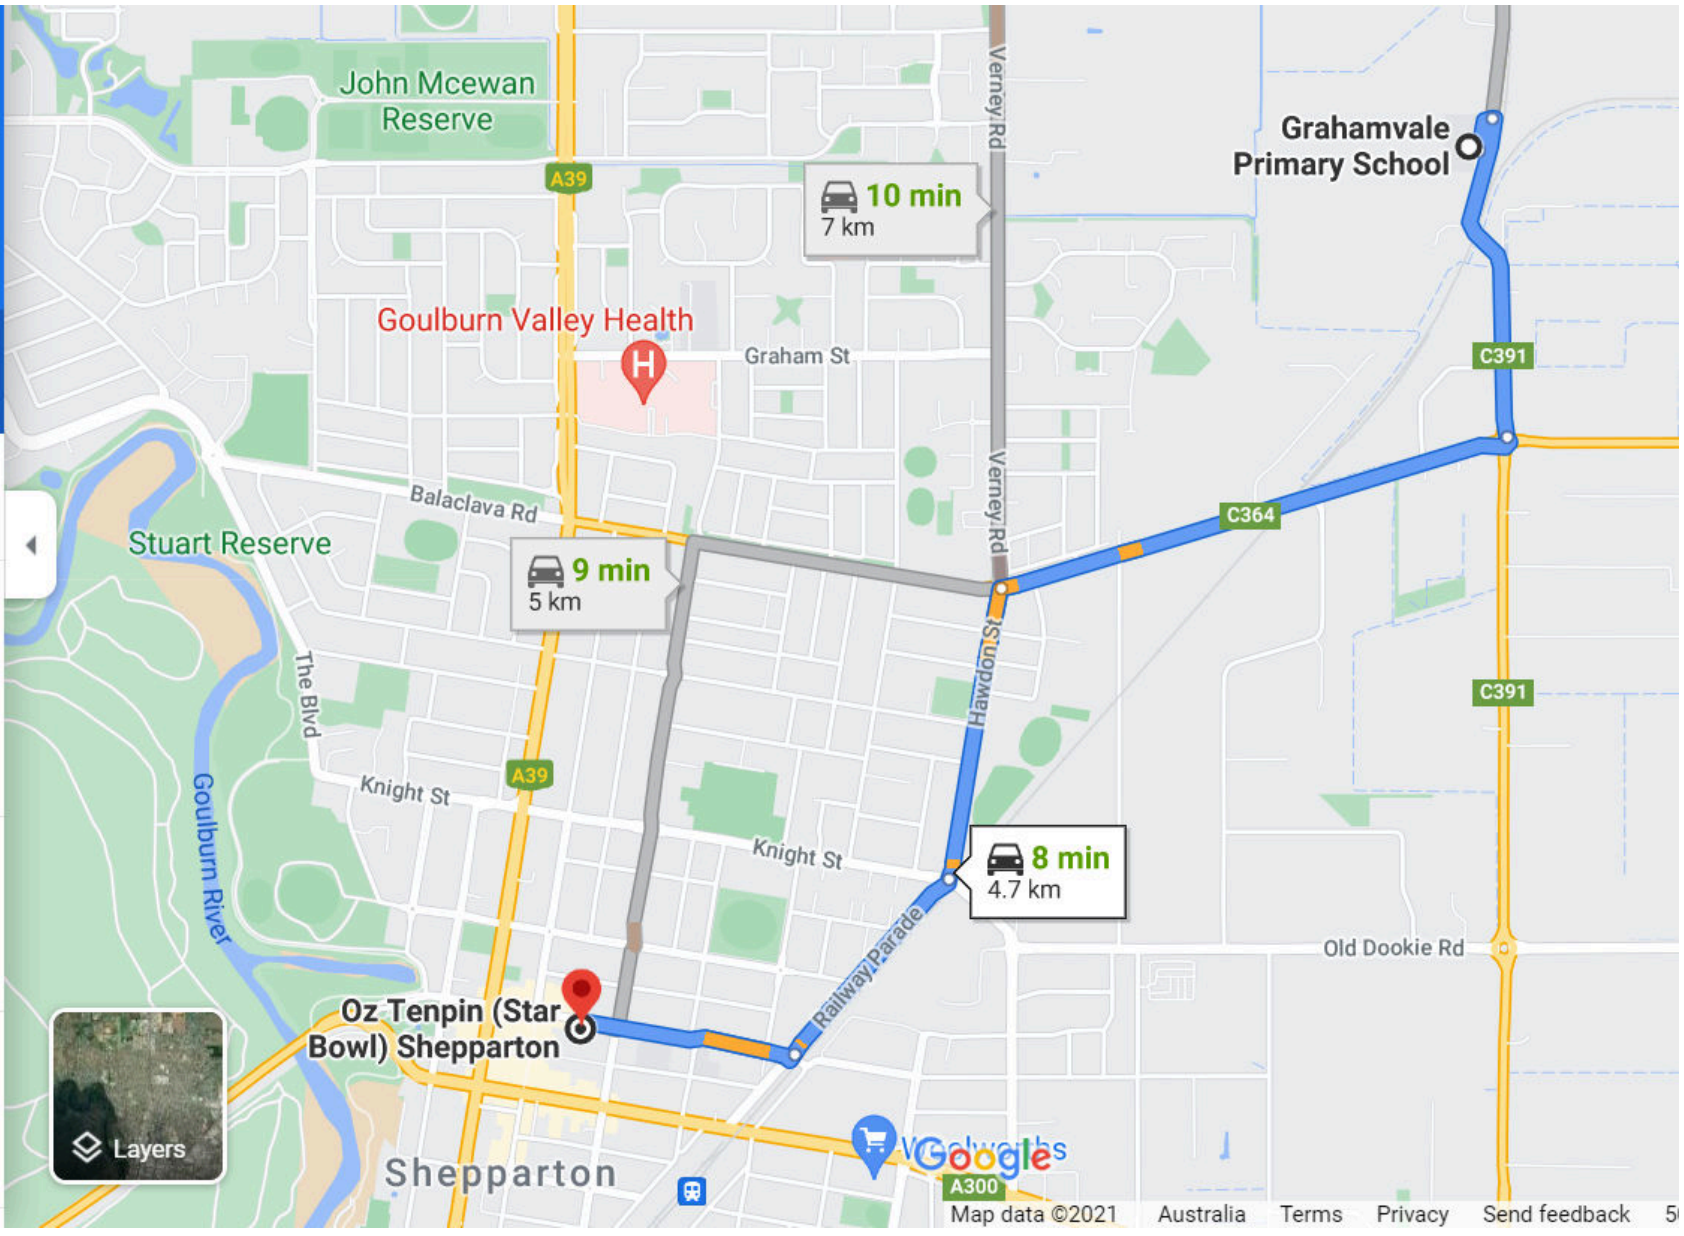 John Mcewan
Reserve
Verney Rd
Grahamvale
Primary School
A39
10 min
7 km
Goulburn Valley Health
H
Graham St
C391
Verney Rd
Balaclava Rd
C364
Stuart Reserve
9 min
5 km
Hawdon St
The Blvd
C391
A39
Knight St
Goulburn River
Knight St
8 min
4.7 km
Railway Parade
Old Dookie Rd
Oz Tenpin (Star
Bowl) Shepparton
Layers
Woolworths
Google
Shepparton
A300
Map data ©2021 Australia Terms Privacy Send feedback